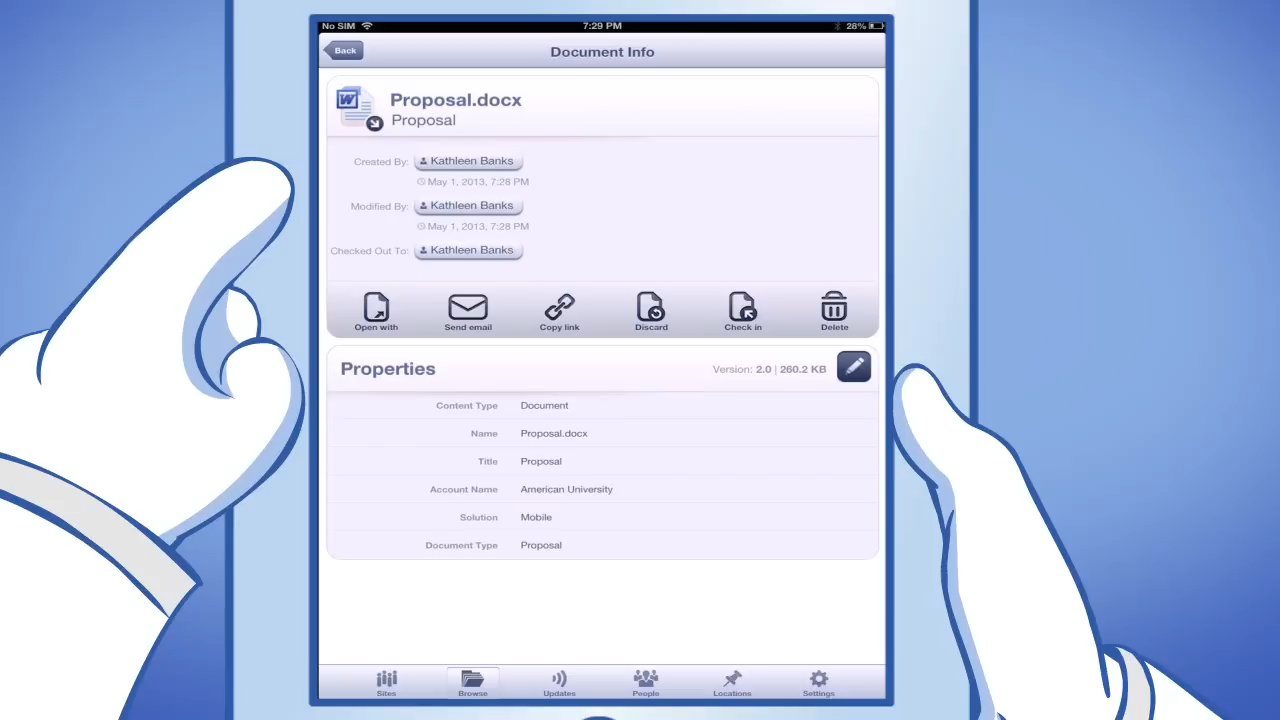 No SIM 7:29 PM 28%
Back Document Info
W
Proposal.docx
Proposal
Created By: Kathleen Banks
May 1, 2013, 7:28 PM
Modified By: Kathleen Banks
May 1, 2013, 7:28 PM
Checked Out To: Kathleen Banks
Open with Send email Copy link Discard Check in Delete
Properties Version: 2.0 | 260.2 KB
Content Type Document
Name Proposal.docx
Title Proposal
Account Name American University
Solution Mobile
Document Type Proposal
Sites Browse Updates People Locations Settings